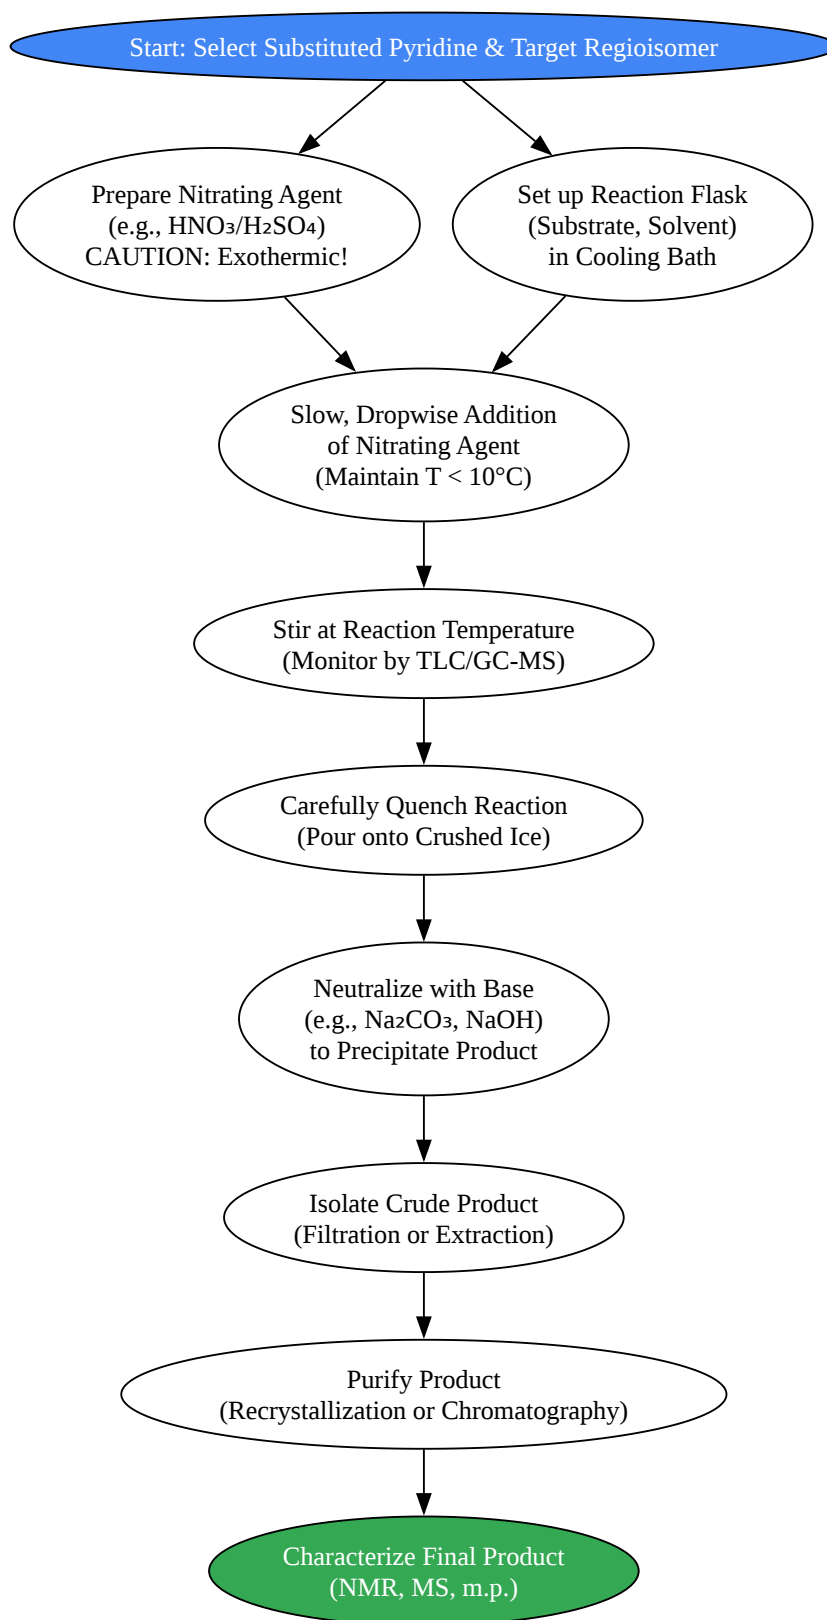 Start: Select Substituted Pyridine & Target Regioisomer
Prepare Nitrating Agent
(e.g., HNO₃/H₂SO₄)
CAUTION: Exothermic!
Set up Reaction Flask
(Substrate, Solvent)
in Cooling Bath
Slow, Dropwise Addition
of Nitrating Agent
(Maintain T < 10°C)
Stir at Reaction Temperature
(Monitor by TLC/GC-MS)
Carefully Quench Reaction
(Pour onto Crushed Ice)
Neutralize with Base
(e.g., Na₂CO₃, NaOH)
to Precipitate Product
Isolate Crude Product
(Filtration or Extraction)
Purify Product
(Recrystallization or Chromatography)
Characterize Final Product
(NMR, MS, m.p.)